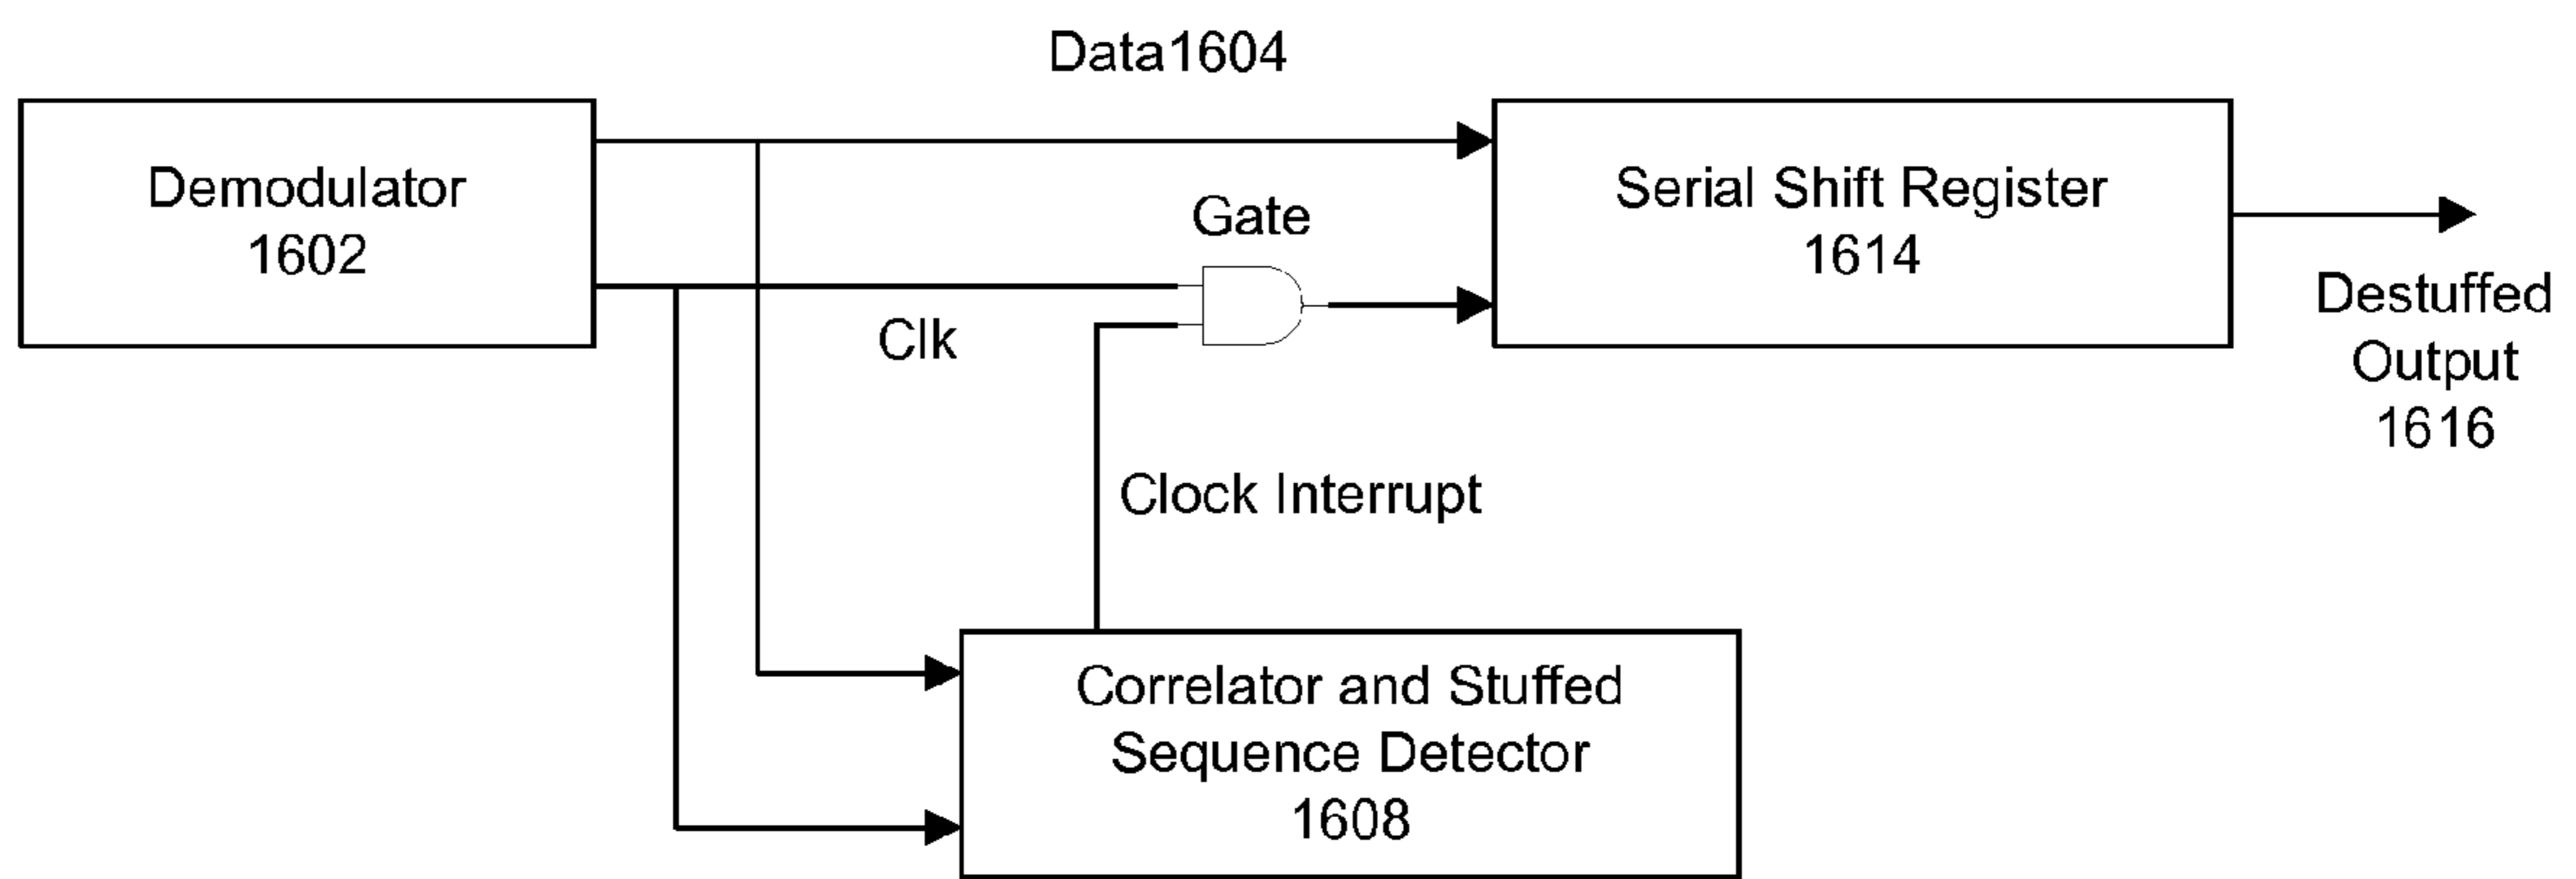 Data1604
Demodulator
1602
Serial Shift Register
1614
Gate
Clk
Destuffed
Output
1616
Clock Interrupt
Correlator and Stuffed
Sequence Detector
1608